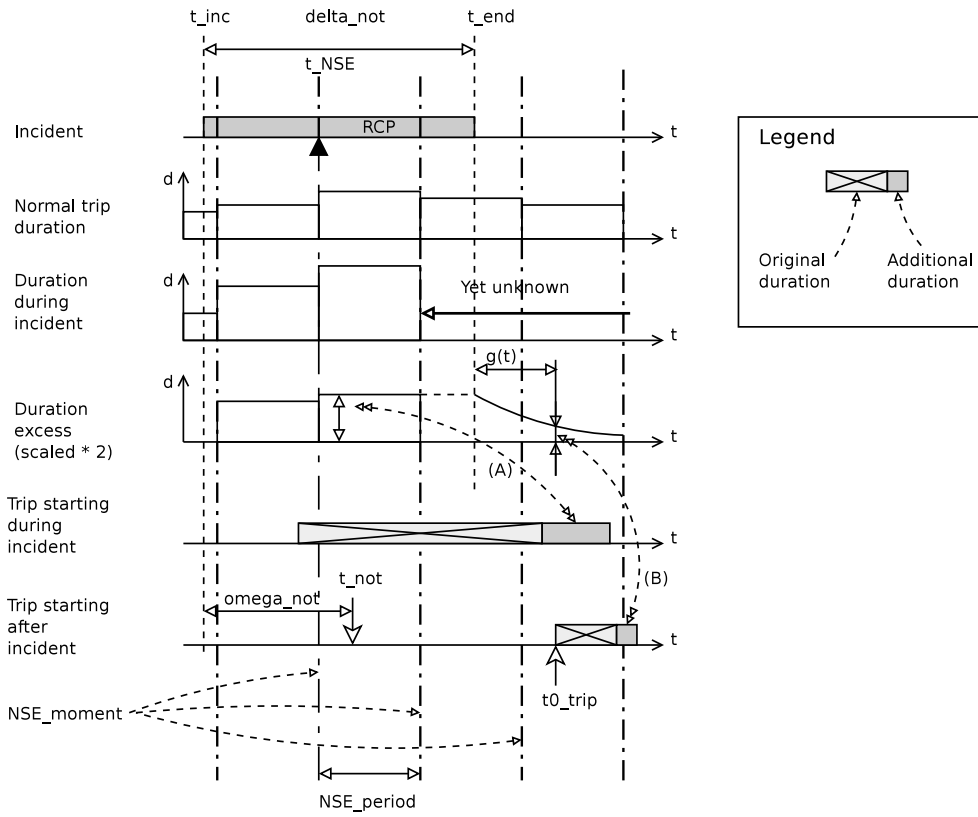 t_inc
delta_not
t_end
t_NSE
Incident
RCP
t
Legend
d
Normal trip
duration
t
Original
duration
Additional
duration
Duration
during
incident
d
Yet unknown
t
g(t)
Duration
excess
(scaled * 2)
d
t
(A)
Trip starting
during
incident
t
(B)
t_not
omega_not
Trip starting
after
incident
t
t0_trip
NSE_moment
NSE_period